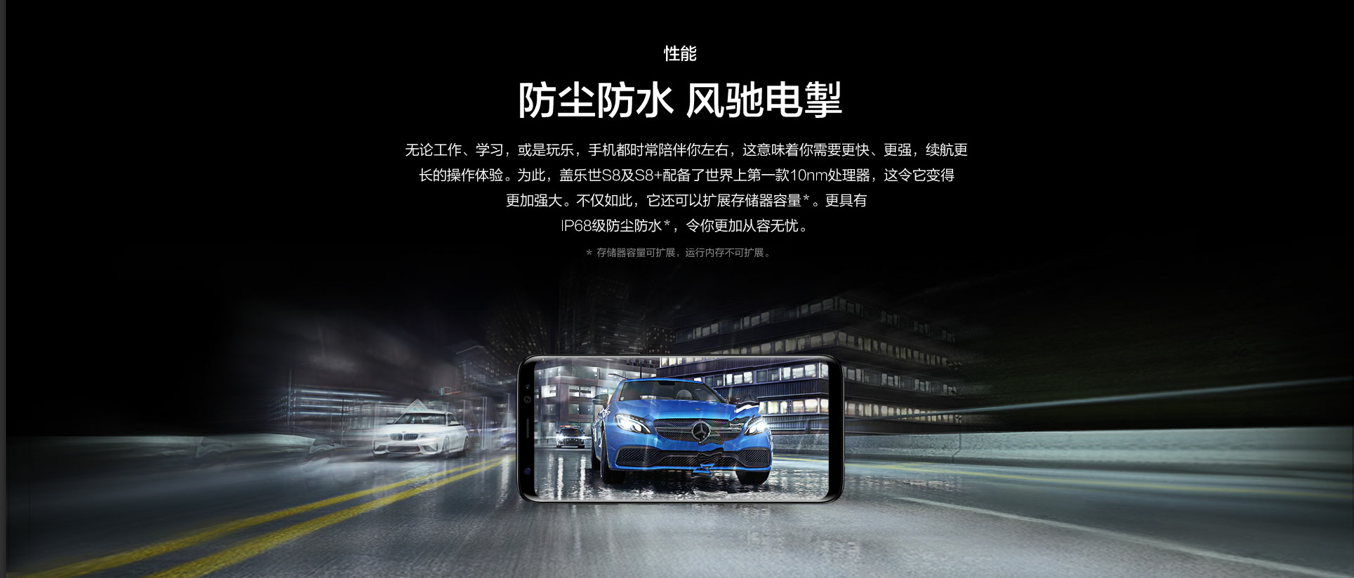 性能
防尘防水 风驰电掣
无论工作、学习，或是玩乐，手机都时常陪伴你左右，这意味着你需要更快、更强，续航更
长的操作体验。为此，盖乐世S8及S8+配备了世界上第一款10nm处理器，这令它变得
更加强大。不仅如此，它还可以扩展存储器容量*。更具有
IP68级防尘防水*，令你更加从容无忧。
* 存储器容量可扩展，运行内存不可扩展。